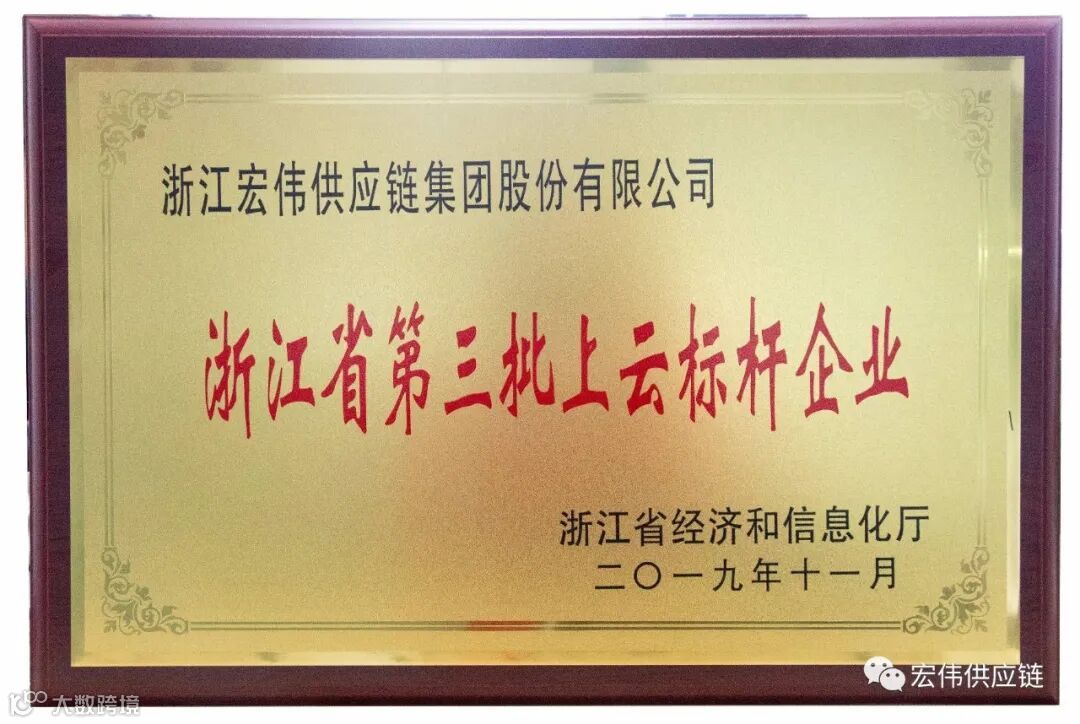 浙江宏伟供应链集团股份有限公司
浙江省第三批上云标杆企业
浙江省经济和信息化厅
二〇一九年十一月
宏伟供应链
大数跨境